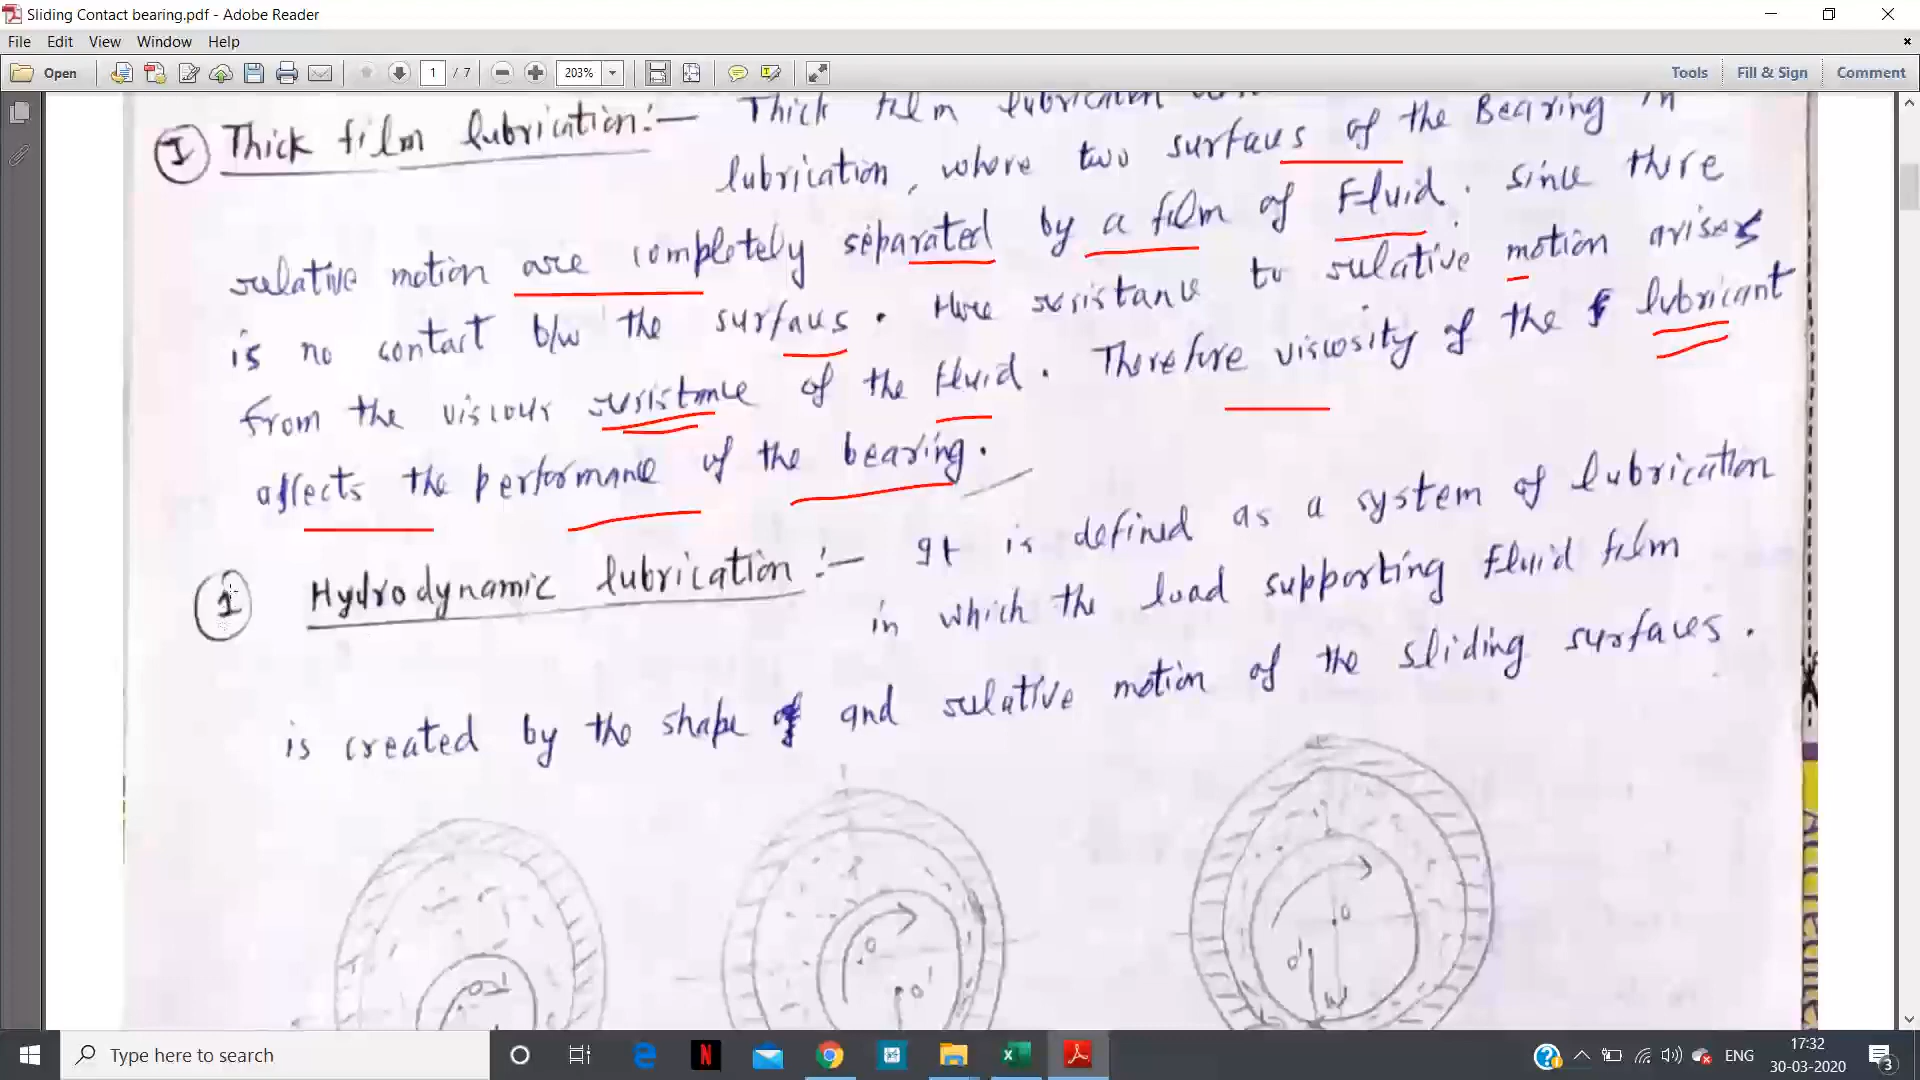 Sliding Contact bearing.pdf - Adobe Reader
File Edit View Window Help
Open 1 / 7 203% Tools Fill & Sign Comment
I Thick film lubrication:- Thick film lubrication
lubrication, where two surfaces of the Bearing in
relative motion are completely separated by a film of Fluid. since there
is no contact b/w the surfaces. Here resistance to relative motion arises
from the viscous resistance of the fluid. Therefore viscosity of the lubricant
affects the performance of the bearing.
1 Hydrodynamic lubrication:- It is defined as a system of lubrication
in which the load supporting fluid film
is created by the shape and relative motion of the sliding surfaces.
O O
O' O'
W
Type here to search
ENG
17:32
30-03-2020
3